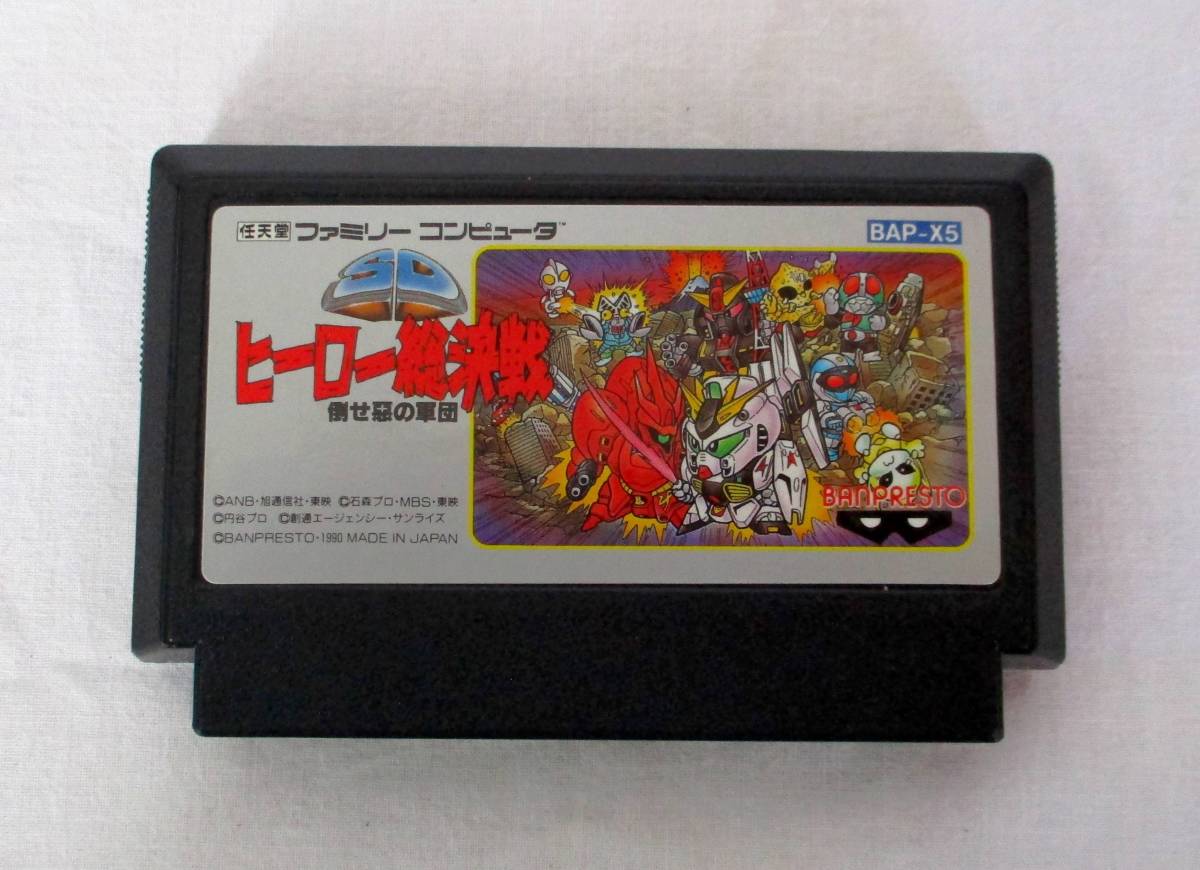 任天堂 ファミリー コンピュータ™
BAP-X5
SD
ヒーロー総決戦
倒せ悪の軍団
©ANB・旭通信社・東映 ©石森プロ・MBS・東映
©円谷プロ ©創通エージェンシー・サンライズ
©BANPRESTO・1990 MADE IN JAPAN
BANPRESTO